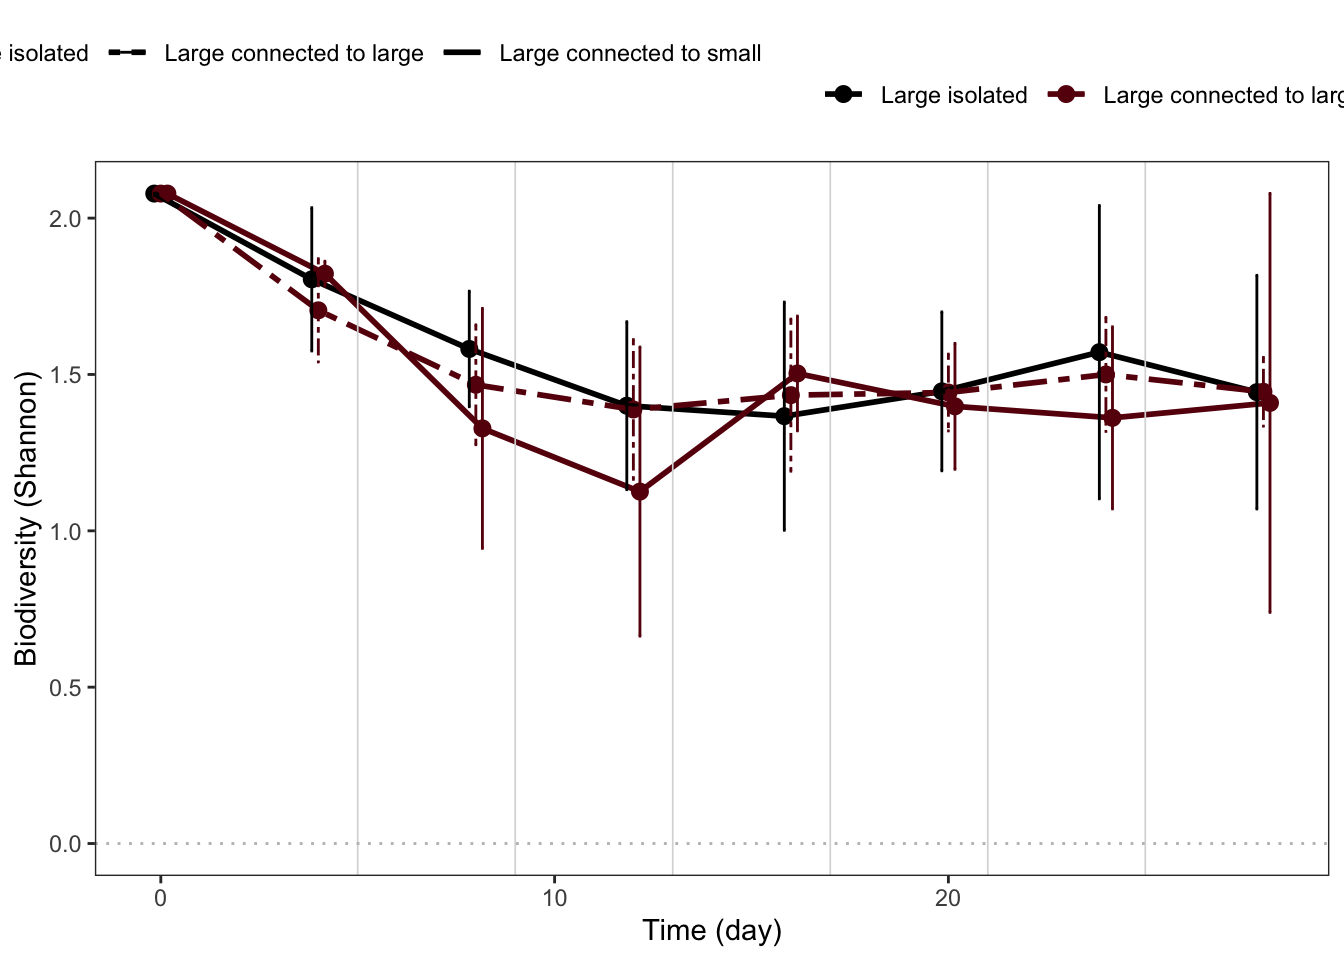 isolated Large connected to large Large connected to small
Large isolated Large connected to
Biodiversity (Shannon)
2.0
1.5
1.0
0.5
0.0
0 10 20
Time (day)